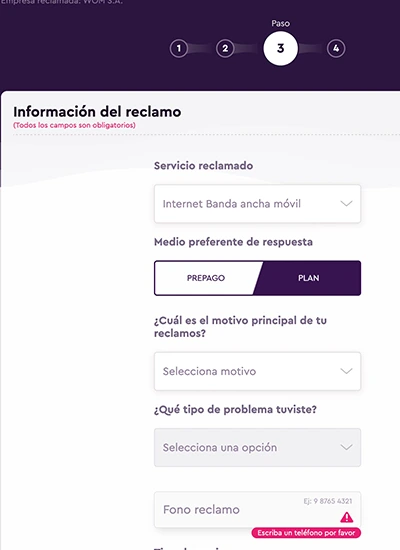 Empresa reclamada: WOM S.A.
Paso
1 2 3 4
Información del reclamo
(Todos los campos son obligatorios)
Servicio reclamado
Internet Banda ancha móvil
Medio preferente de respuesta
PREPAGO PLAN
¿Cuál es el motivo principal de tu
reclamos?
Selecciona motivo
¿Qué tipo de problema tuviste?
Selecciona una opción
Ej: 9 8765 4321
Fono reclamo
Escriba un teléfono por favor